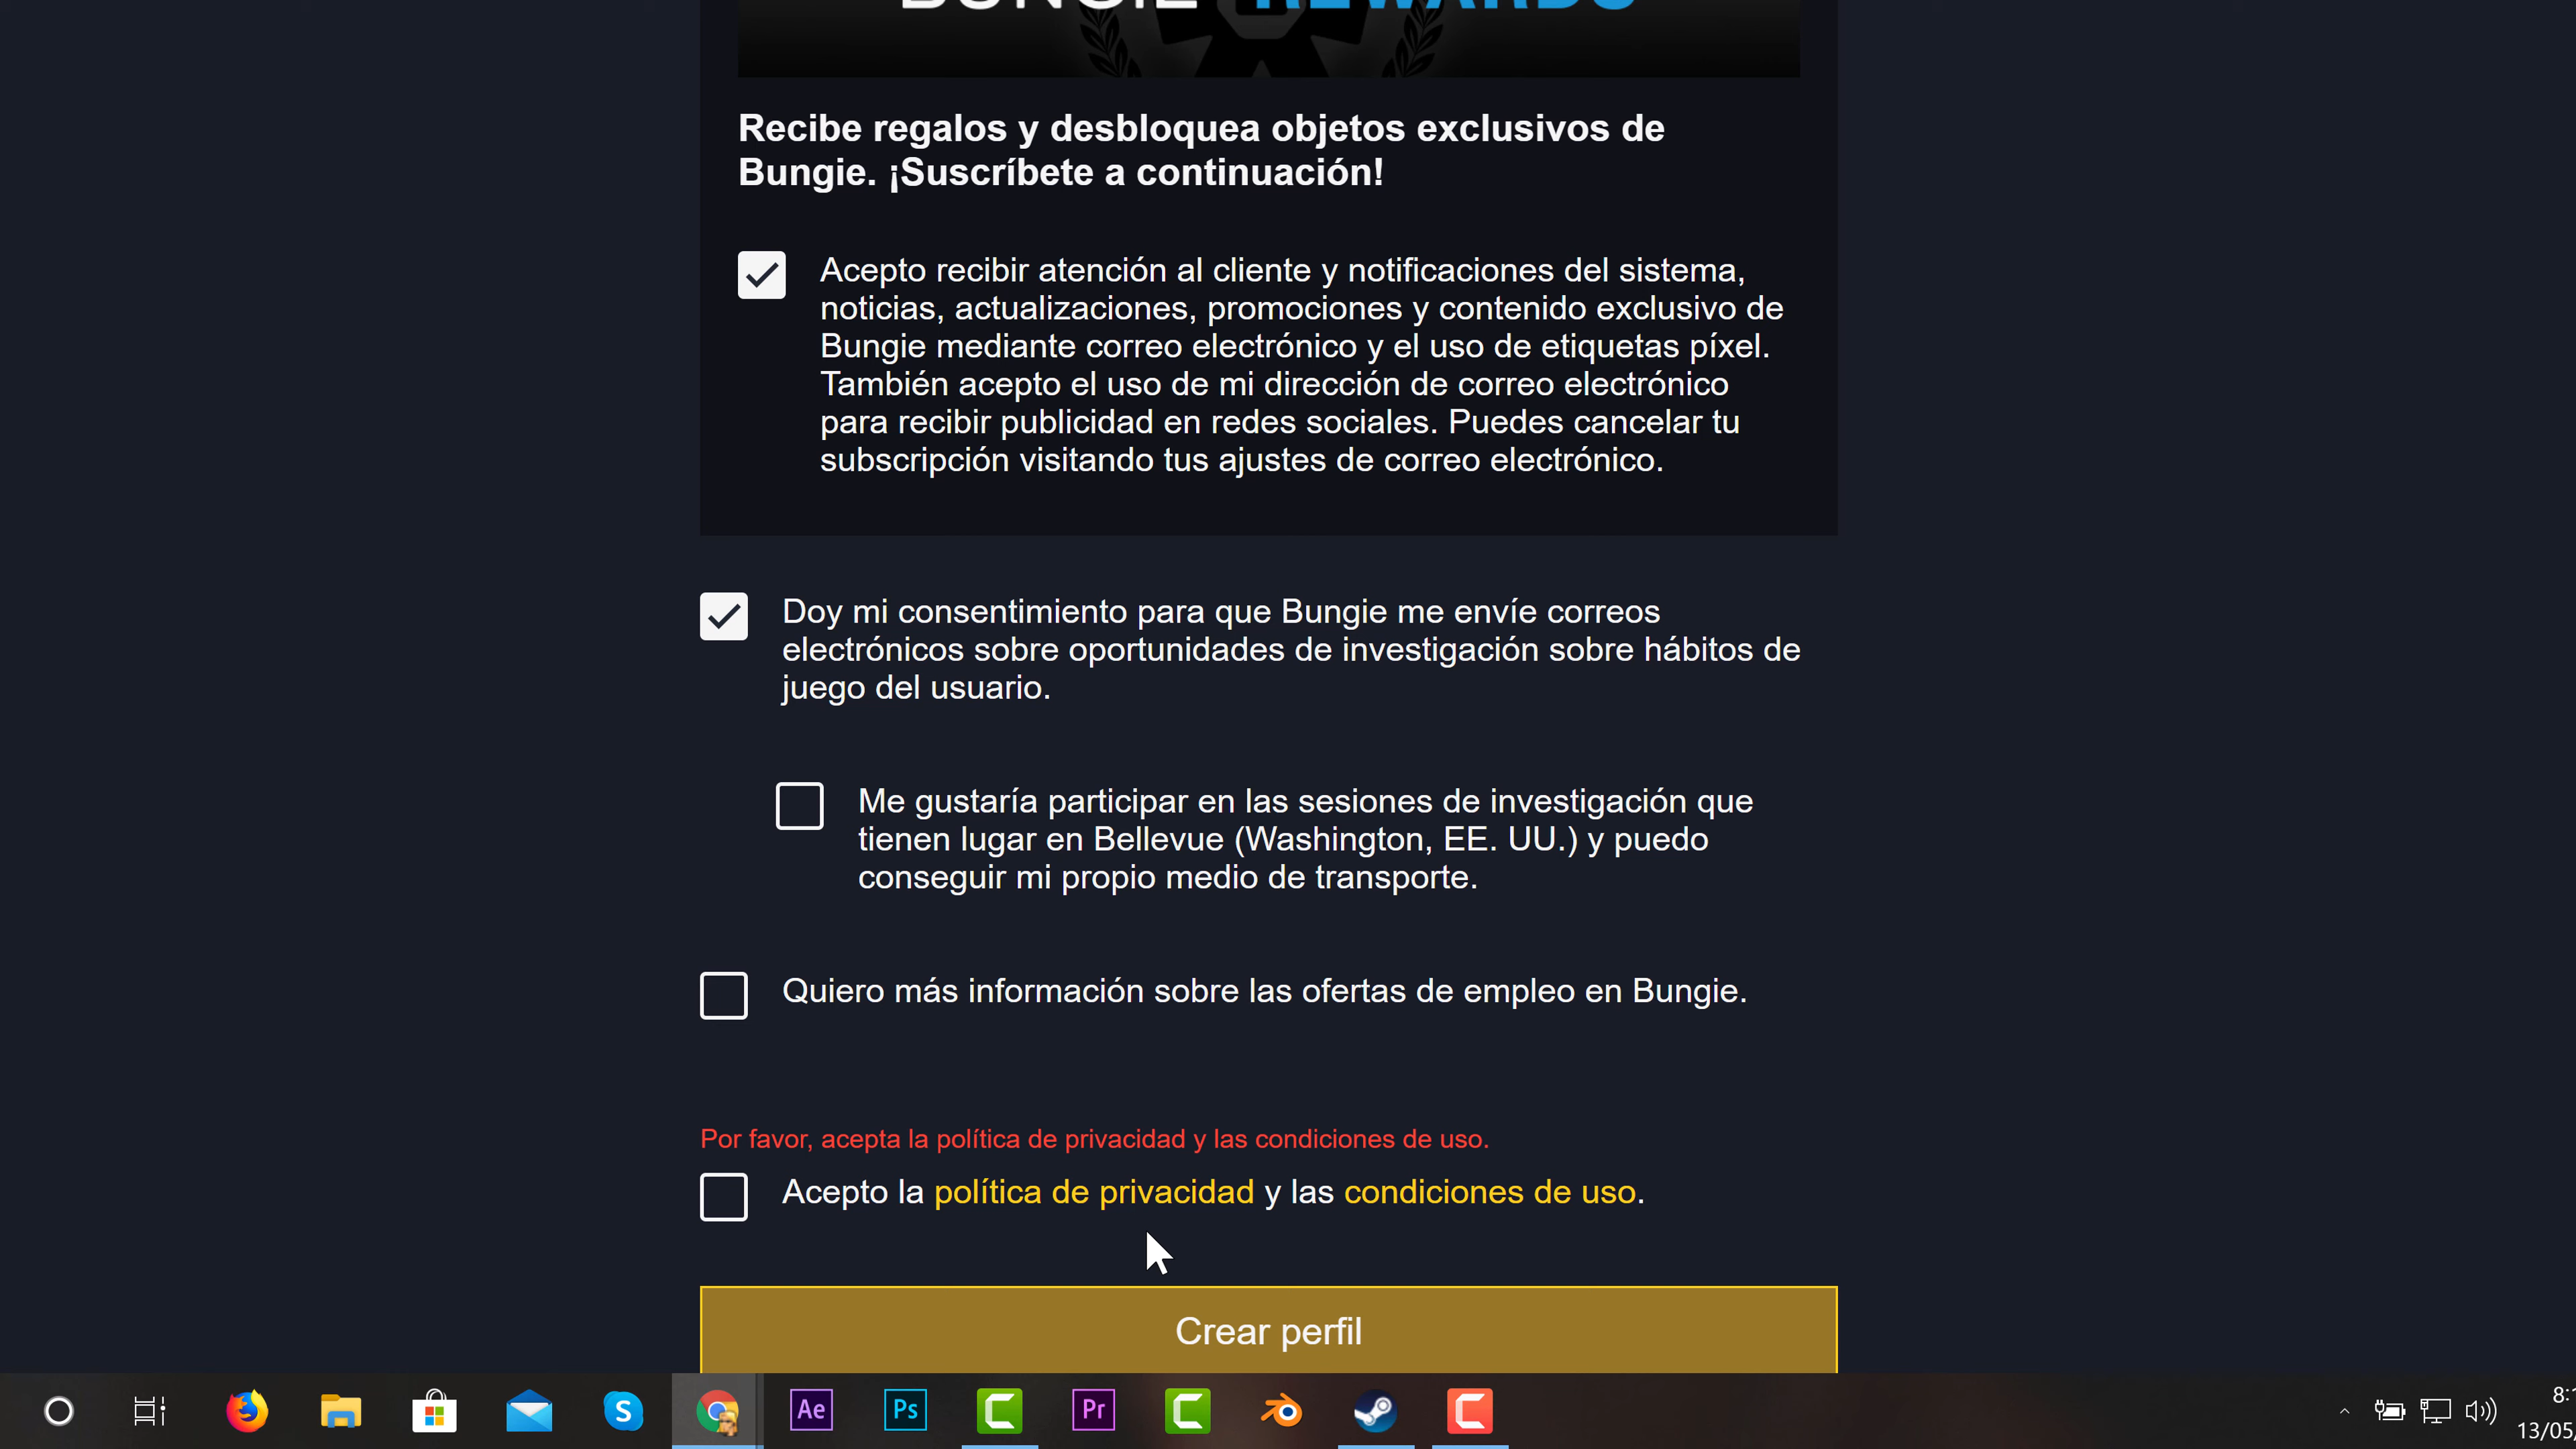 BUNGIE REWARDS
Recibe regalos y desbloquea objetos exclusivos de
Bungie. ¡Suscríbete a continuación!
Acepto recibir atención al cliente y notificaciones del sistema,
noticias, actualizaciones, promociones y contenido exclusivo de
Bungie mediante correo electrónico y el uso de etiquetas píxel.
También acepto el uso de mi dirección de correo electrónico
para recibir publicidad en redes sociales. Puedes cancelar tu
subscripción visitando tus ajustes de correo electrónico.
Doy mi consentimiento para que Bungie me envíe correos
electrónicos sobre oportunidades de investigación sobre hábitos de
juego del usuario.
Me gustaría participar en las sesiones de investigación que
tienen lugar en Bellevue (Washington, EE. UU.) y puedo
conseguir mi propio medio de transporte.
Quiero más información sobre las ofertas de empleo en Bungie.
Por favor, acepta la política de privacidad y las condiciones de uso.
Acepto la política de privacidad y las condiciones de uso.
Crear perfil
S Ae Ps Pr
13/05/